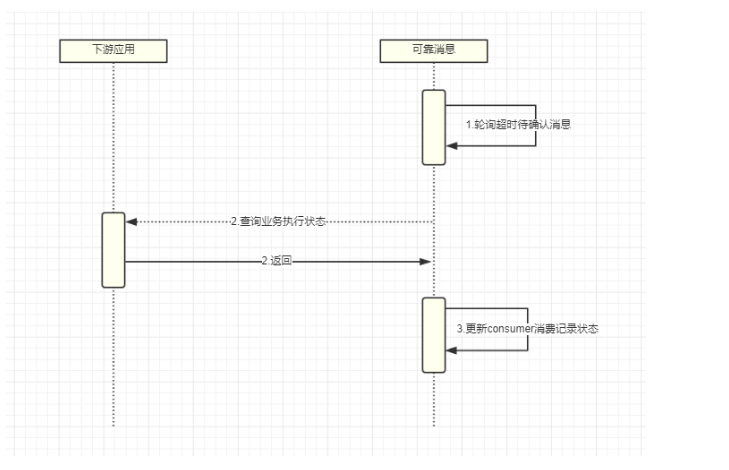 下游应用
可靠消息
1.轮询超时待确认消息
2.查询业务执行状态
2.返回
3.更新consumer消费记录状态